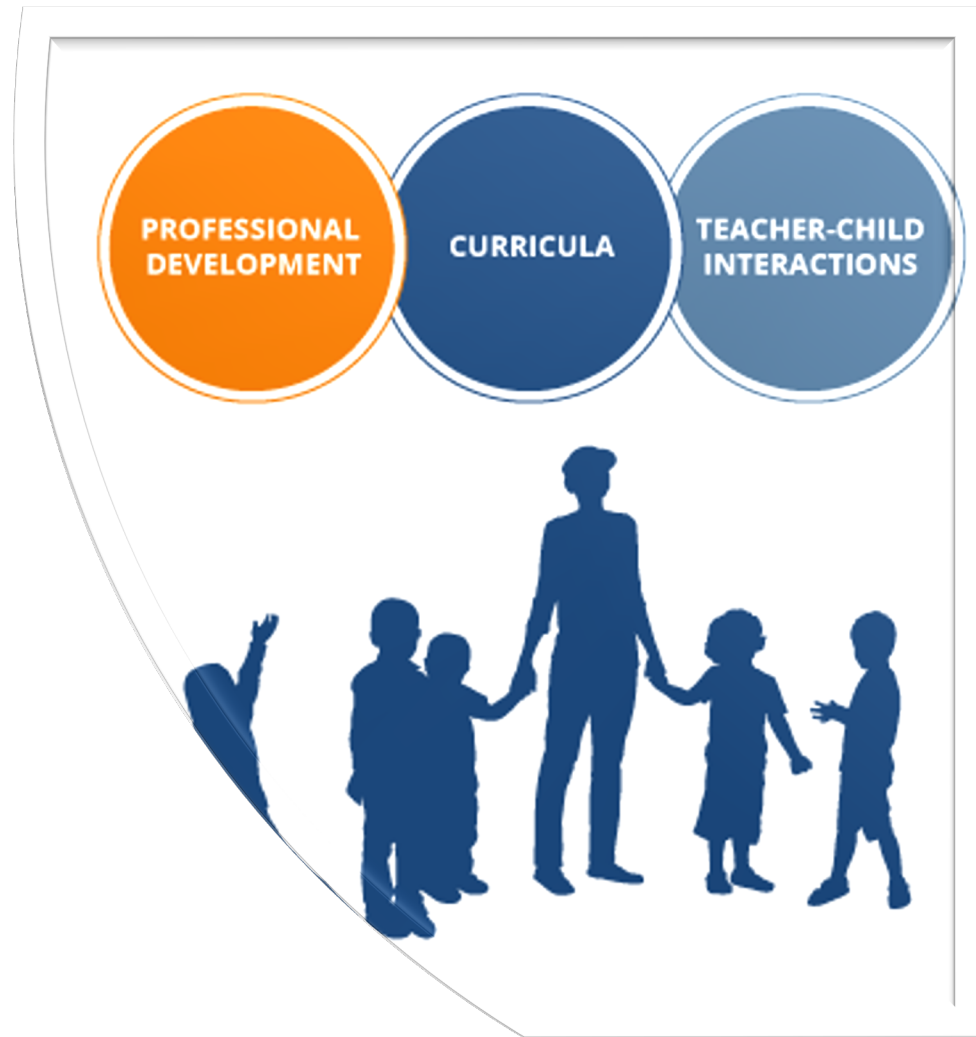 PROFESSIONAL
DEVELOPMENT
CURRICULA
TEACHER-CHILD
INTERACTIONS